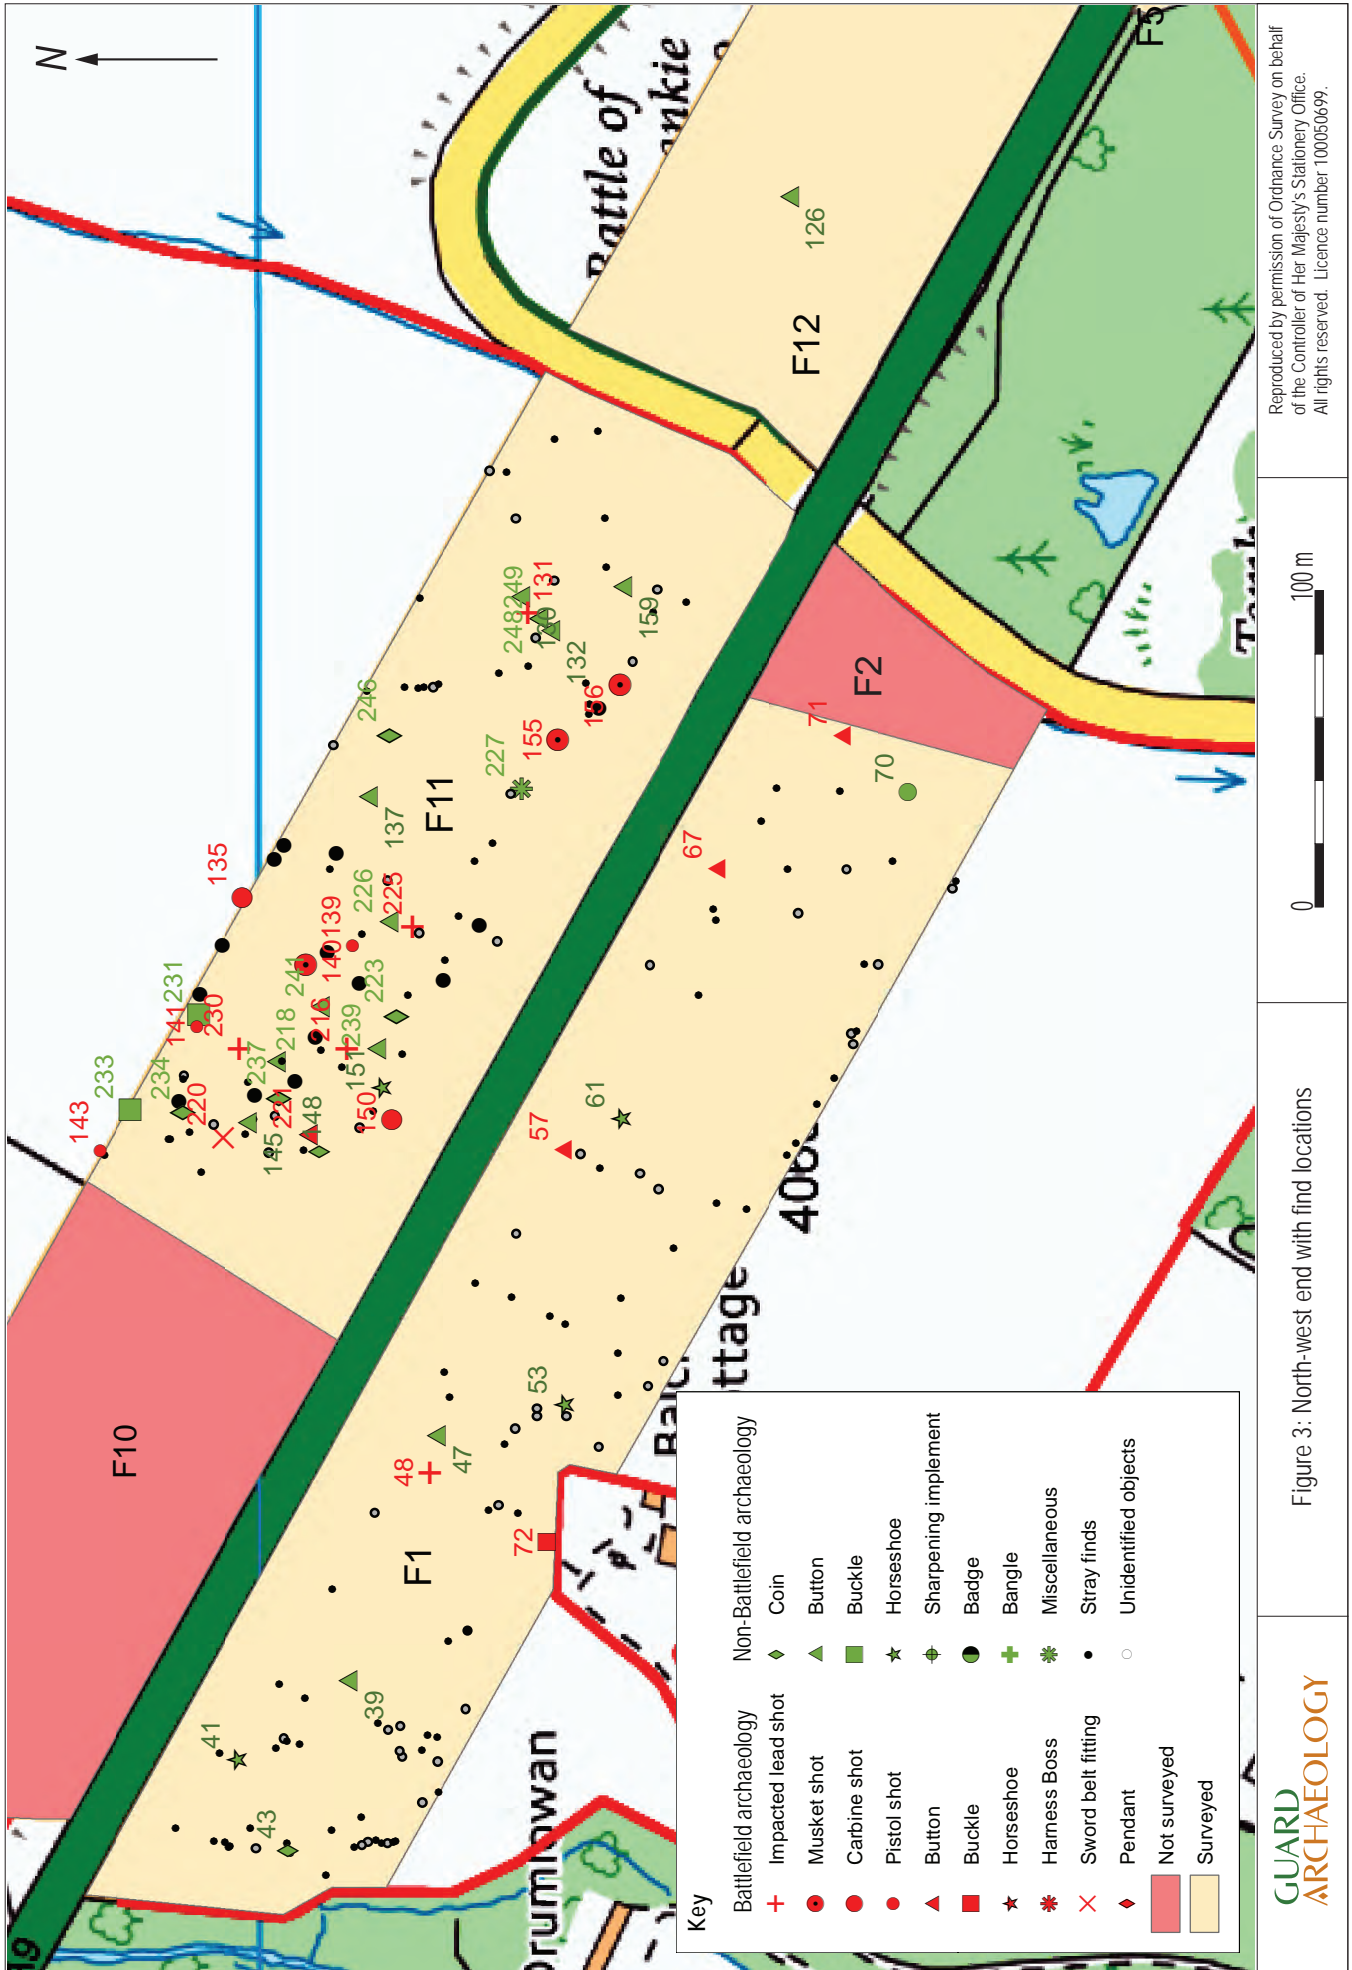 N
Battle of
ankie
F5
F12
126
F11
F10
F1
F2
143
233
234
220
141
231
230
135
237
218
145
221
148
150
151
239
216
241
140
139
223
226
225
137
246
227
155
156
132
131
159
248
249
71
70
67
61
57
53
48
47
72
39
41
43
ottage
Key
Battlefield archaeology
Impacted lead shot
Musket shot
Carbine shot
Pistol shot
Button
Buckle
Horseshoe
Harness Boss
Sword belt fitting
Pendant
Not surveyed
Surveyed
Non-Battlefield archaeology
Coin
Button
Buckle
Horseshoe
Sharpening implement
Badge
Bangle
Miscellaneous
Stray finds
Unidentified objects
GUARD
ARCHAEOLOGY
Figure 3: North-west end with find locations
0 100 m
Reproduced by permission of Ordnance Survey on behalf
of the Controller of Her Majesty's Stationery Office.
All rights reserved. Licence number 100050699.